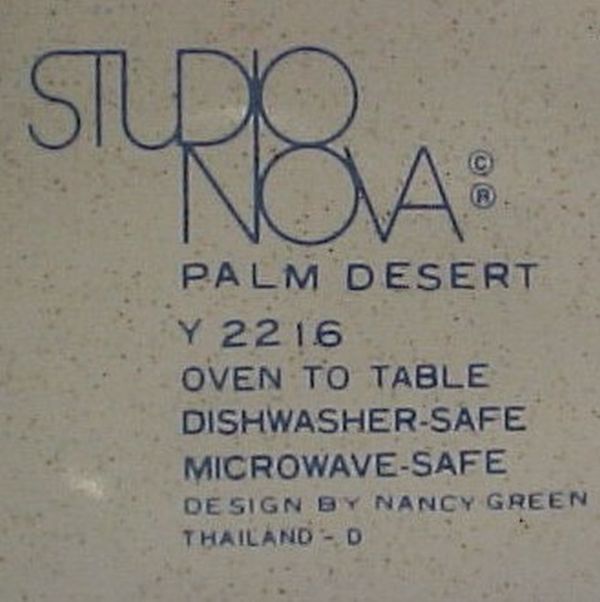 STUDIO
NOVA © ®
PALM DESERT
Y 2216
OVEN TO TABLE
DISHWASHER-SAFE
MICROWAVE-SAFE
DESIGN BY NANCY GREEN
THAILAND - D